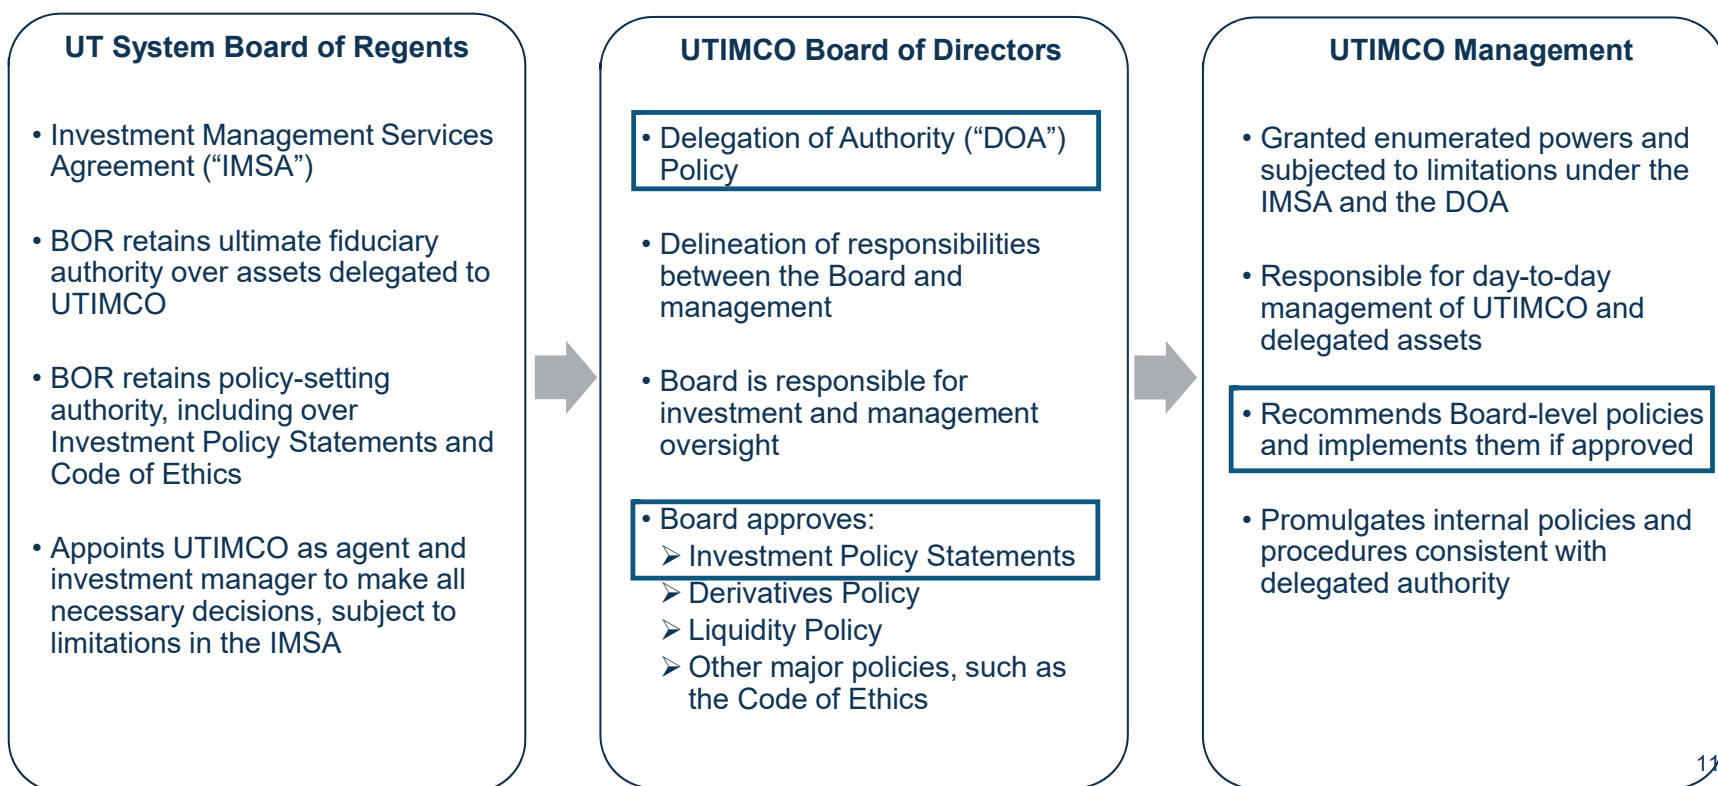 UT System Board of Regents
• Investment Management Services
Agreement (“IMSA”)
• BOR retains ultimate fiduciary
authority over assets delegated to
UTIMCO
• BOR retains policy-setting
authority, including over
Investment Policy Statements and
Code of Ethics
• Appoints UTIMCO as agent and
investment manager to make all
necessary decisions, subject to
limitations in the IMSA
UTIMCO Board of Directors
• Delegation of Authority (“DOA”)
Policy
• Delineation of responsibilities
between the Board and
management
• Board is responsible for
investment and management
oversight
• Board approves:
➢ Investment Policy Statements
➢ Derivatives Policy
➢ Liquidity Policy
➢ Other major policies, such as
the Code of Ethics
UTIMCO Management
• Granted enumerated powers and
subjected to limitations under the
IMSA and the DOA
• Responsible for day-to-day
management of UTIMCO and
delegated assets
• Recommends Board-level policies
and implements them if approved
• Promulgates internal policies and
procedures consistent with
delegated authority